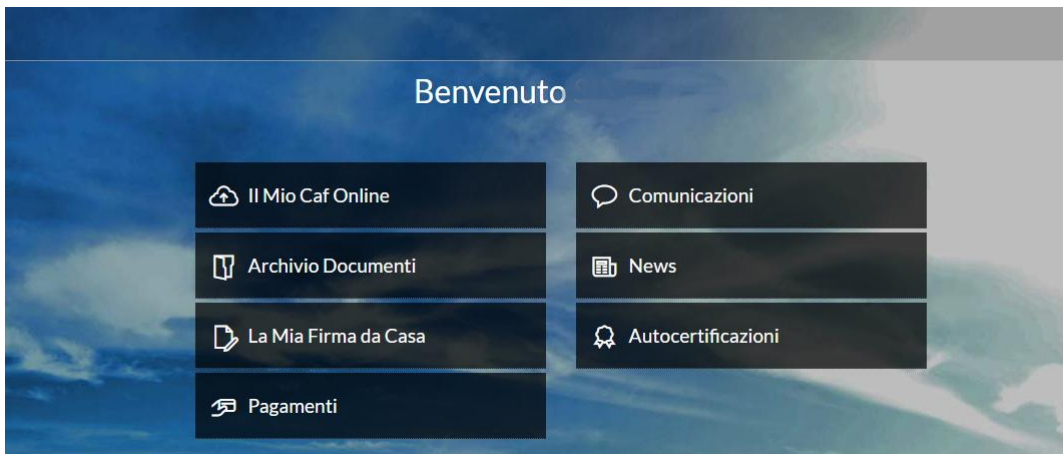 Benvenuto
Il Mio Caf Online
Archivio Documenti
La Mia Firma da Casa
Pagamenti
Comunicazioni
News
Autocertificazioni